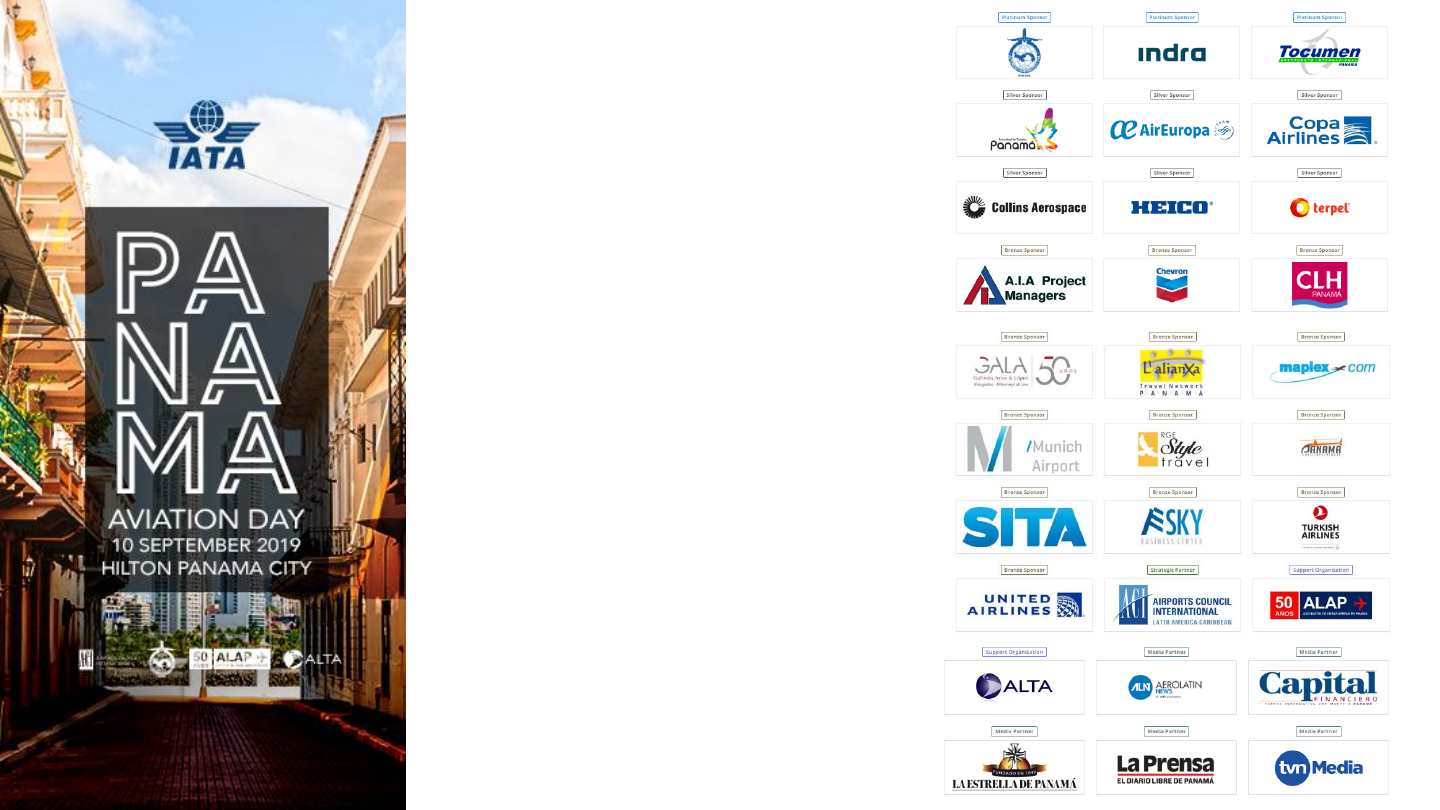 IATA
PA
NA
MA
AVIATION DAY
10 SEPTEMBER 2019
HILTON PANAMA CITY
50
ALAP
ALTA
Platinum Sponsor
Platinum Sponsor
Platinum Sponsor
indra
Tocumen
AEROPUERTO INTERNACIONAL
PANAMÁ
Silver Sponsor
Silver Sponsor
Silver Sponsor
Panamá
AirEuropa
Copa
Airlines
Silver Sponsor
Silver Sponsor
Silver Sponsor
Collins Aerospace
HEICO®
terpel
Bronze Sponsor
Bronze Sponsor
Bronze Sponsor
A.I.A Project
Managers
Chevron
CLH
PANAMÁ
Bronze Sponsor
Bronze Sponsor
Bronze Sponsor
GALA
Galindo Arias & López
50
AÑOS
L'alianXa
Travel Network
PANAMÁ
maplex com
Bronze Sponsor
Bronze Sponsor
Bronze Sponsor
M /Munich
Airport
RGE
Style
travel
PANAMA
Bronze Sponsor
Bronze Sponsor
Bronze Sponsor
SITA
SKY
BUSINESS CENTER
TURKISH
AIRLINES
Bronze Sponsor
Strategic Partner
Support Organization
UNITED
AIRLINES
ACI
AIRPORTS COUNCIL
INTERNATIONAL
LATIN AMERICA-CARIBBEAN
50
AÑOS
ALAP
Support Organization
Media Partner
Media Partner
ALTA
ALN
AEROLATIN
NEWS
Capital
FINANCIERO
Media Partner
Media Partner
Media Partner
LA ESTRELLA DE PANAMÁ
La Prensa
EL DIARIO LIBRE DE PANAMÁ
tvn Media